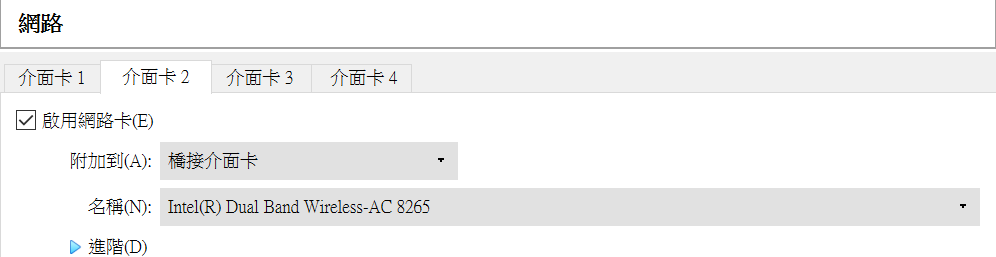 網路
介面卡 1 介面卡 2 介面卡 3 介面卡 4
啟用網路卡(E)
附加到(A): 橋接介面卡
名稱(N): Intel(R) Dual Band Wireless-AC 8265
進階(D)